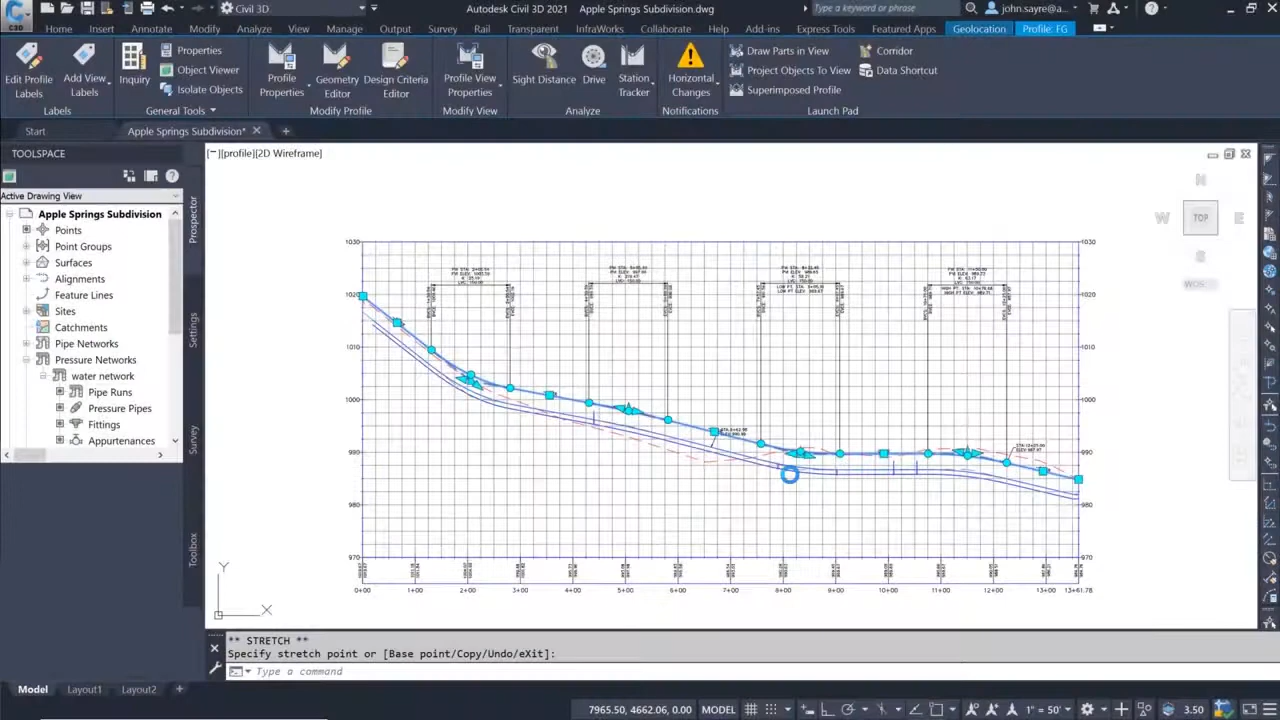 Civil 3D
Autodesk Civil 3D 2021 Apple Springs Subdivision.dwg
Type a keyword or phrase
john.sayre@a...
C3D
Home Insert Annotate Modify Analyze View Manage Output Survey Rail Transparent InfraWorks Collaborate Help Add-ins Express Tools Featured Apps Geolocation Profile: FG
Edit Profile Labels
Add View Labels
Labels
Inquiry
Properties
Object Viewer
Isolate Objects
General Tools
Profile Properties
Geometry Editor
Design Criteria Editor
Modify Profile
Profile View Properties
Modify View
Sight Distance
Drive
Station Tracker
Analyze
Horizontal Changes
Notifications
Draw Parts in View
Project Objects To View
Superimposed Profile
Corridor
Data Shortcut
Launch Pad
Start
Apple Springs Subdivision*
TOOLSPACE
Active Drawing View
Apple Springs Subdivision
Points
Point Groups
Surfaces
Alignments
Feature Lines
Sites
Catchments
Pipe Networks
Pressure Networks
water network
Pipe Runs
Pressure Pipes
Fittings
Appurtenances
Prospector
Settings
Survey
Toolbox
[−][profile][2D Wireframe]
N
W TOP E
S
WCS
1030 1030
1020 1020
1010 1010
1000 1000
990 990
980 980
970 970
0+00 1+00 2+00 3+00 4+00 5+00 6+00 7+00 8+00 9+00 10+00 11+00 12+00 13+00 13+61.78
Y
X
** STRETCH **
Specify stretch point or [Base point/Copy/Undo/eXit]:
Type a command
Model Layout1 Layout2 +
7965.50, 4662.06, 0.00 MODEL 1" = 50' 3.50